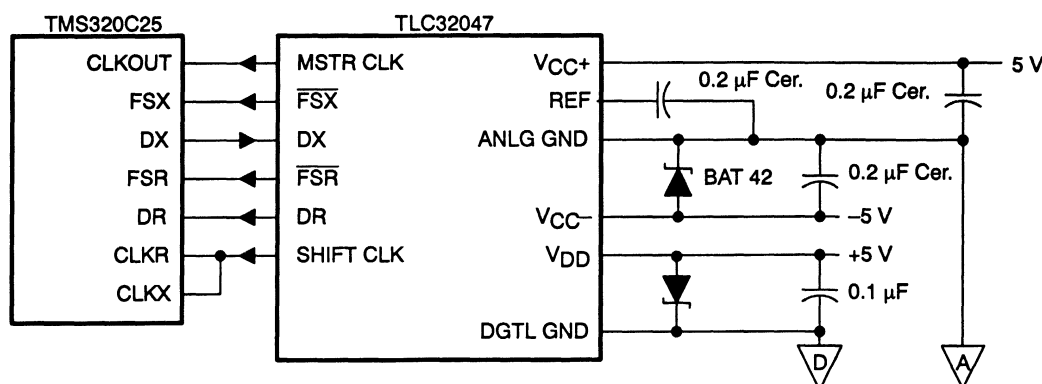 TMS320C25
TLC32047
CLKOUT
FSX
DX
FSR
DR
CLKR
CLKX
MSTR CLK
F̅S̅X̅
DX
F̅S̅R̅
DR
SHIFT CLK
VCC+
REF
ANLG GND
VCC−
VDD
DGTL GND
0.2 µF Cer.
0.2 µF Cer.
5 V
BAT 42
0.2 µF Cer.
−5 V
+5 V
0.1 µF
D
A